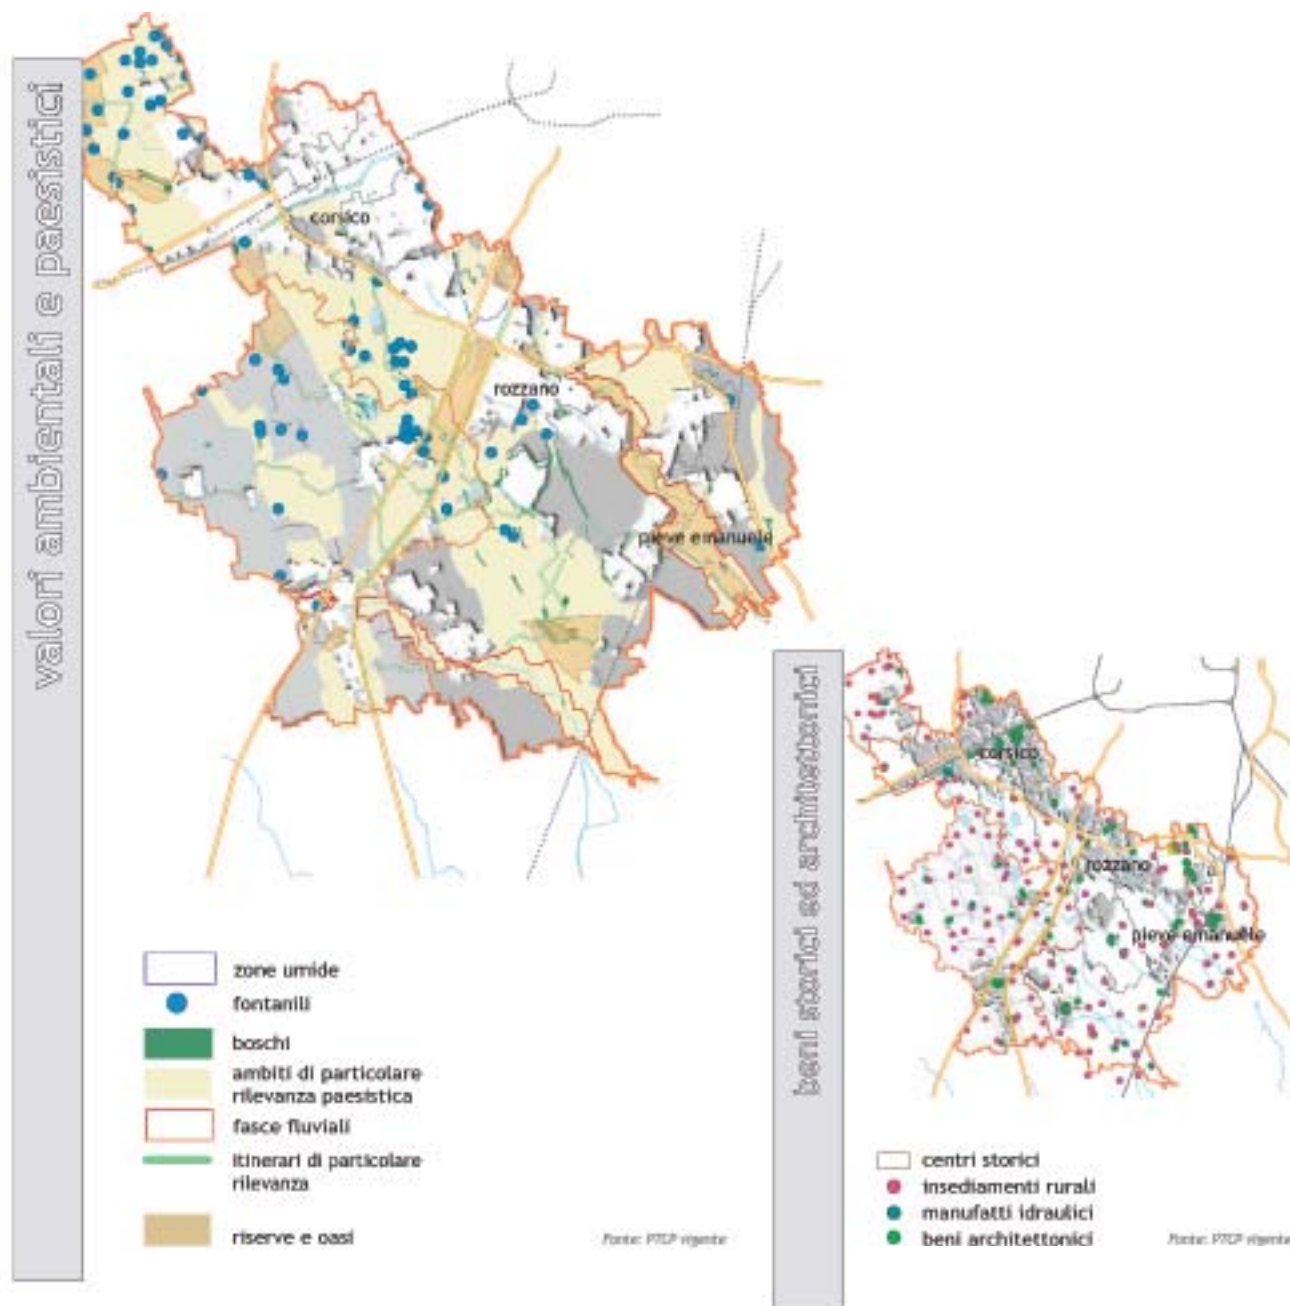 valori ambientali e paesistici
corsico
rozzano
pieve emanuele
zone umide
fontanili
boschi
ambiti di particolare
rilevanza paesistica
fasce fluviali
itinerari di particolare
rilevanza
riserve e oasi
Fonte: PTCP vigente
beni storici ed architettonici
corsico
rozzano
pieve emanuele
centri storici
insediamenti rurali
manufatti idraulici
beni architettonici
Fonte: PTCP vigente